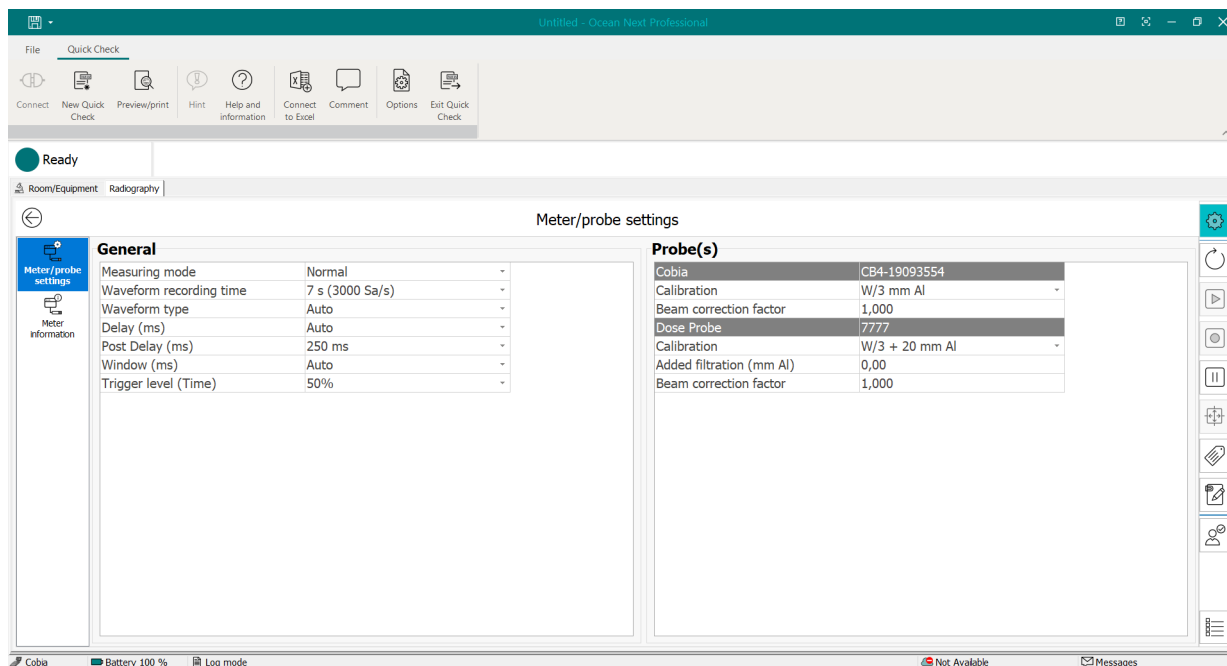 Untitled - Ocean Next Professional
File Quick Check
Connect New Quick Check Preview/print Hint Help and information Connect to Excel Comment Options Exit Quick Check
Ready
Room/Equipment Radiography
Meter/probe settings
Meter/probe settings
Meter information
General
Measuring mode Normal
Waveform recording time 7 s (3000 Sa/s)
Waveform type Auto
Delay (ms) Auto
Post Delay (ms) 250 ms
Window (ms) Auto
Trigger level (Time) 50%
Probe(s)
Cobia CB4-19093554
Calibration W/3 mm Al
Beam correction factor 1,000
Dose Probe 7777
Calibration W/3 + 20 mm Al
Added filtration (mm Al) 0,00
Beam correction factor 1,000
Cobia Battery 100 % Log mode Not Available Messages